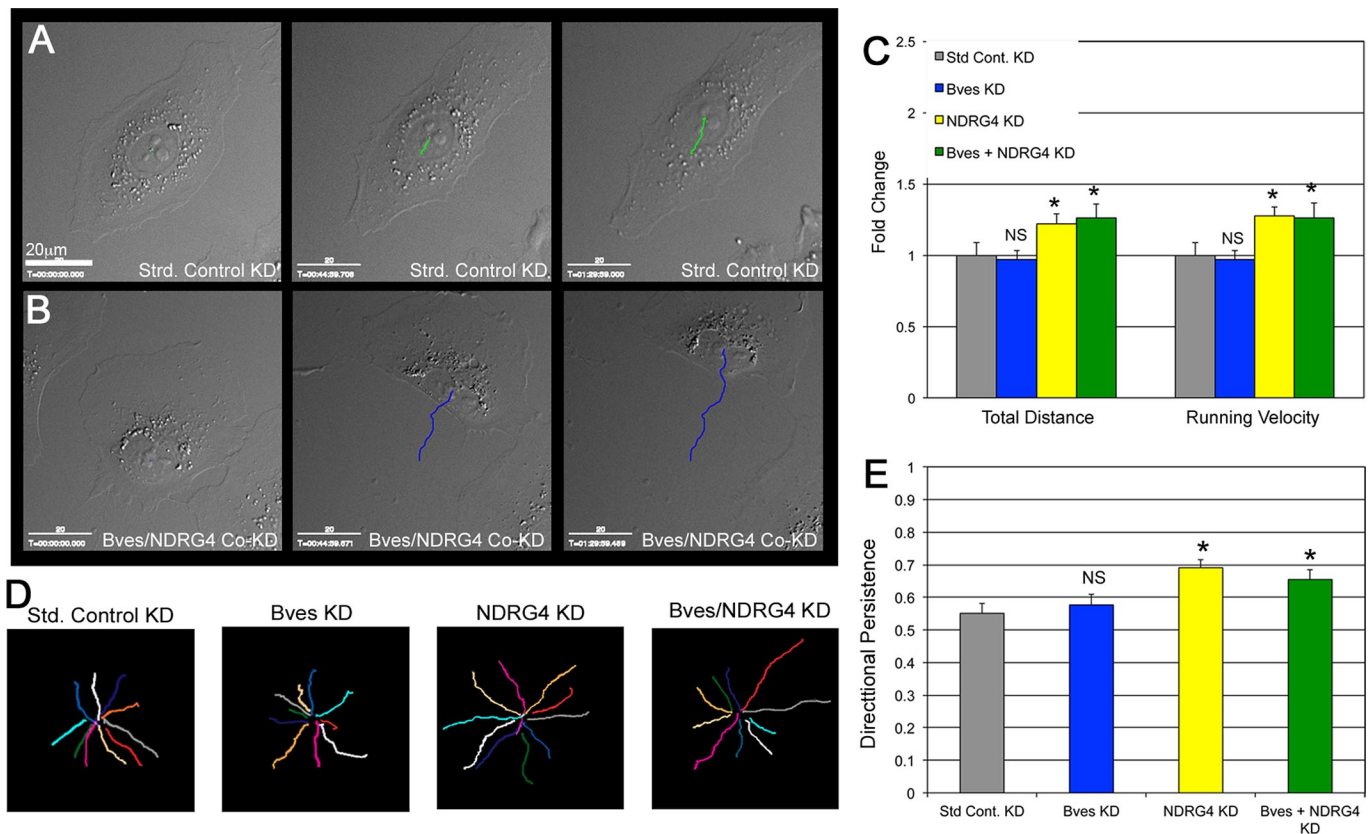 A
20µm
T=00:00:00.000
Strd. Control KD
20
T=00:44:59.706
Strd. Control KD
20
T=01:29:59.000
Strd. Control KD
B
20
T=00:00:00.000
Bves/NDRG4 Co-KD
20
T=00:44:59.671
Bves/NDRG4 Co-KD
20
T=01:29:59.459
Bves/NDRG4 Co-KD
C
Std Cont. KD
Bves KD
NDRG4 KD
Bves + NDRG4 KD
Fold Change
2.5
2
1.5
1
0.5
0
NS
*
*
NS
*
*
Total Distance
Running Velocity
D
Std. Control KD
Bves KD
NDRG4 KD
Bves/NDRG4 KD
E
Directtional Persistence
1
0.9
0.8
0.7
0.6
0.5
0.4
0.3
0.2
0.1
0
NS
*
*
Std Cont. KD
Bves KD
NDRG4 KD
Bves + NDRG4
KD